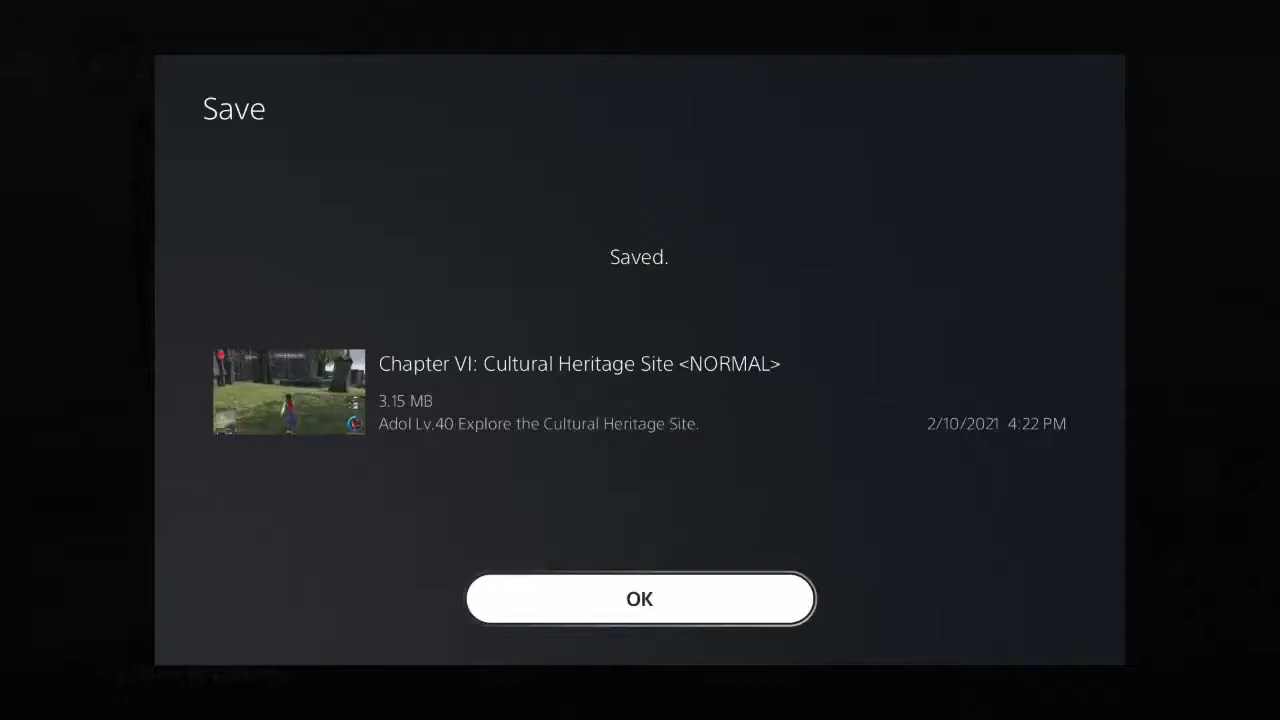 Save
Saved.
Chapter VI: Cultural Heritage Site <NORMAL>
3.15 MB
Adol Lv.40 Explore the Cultural Heritage Site.
2/10/2021 4:22 PM
OK